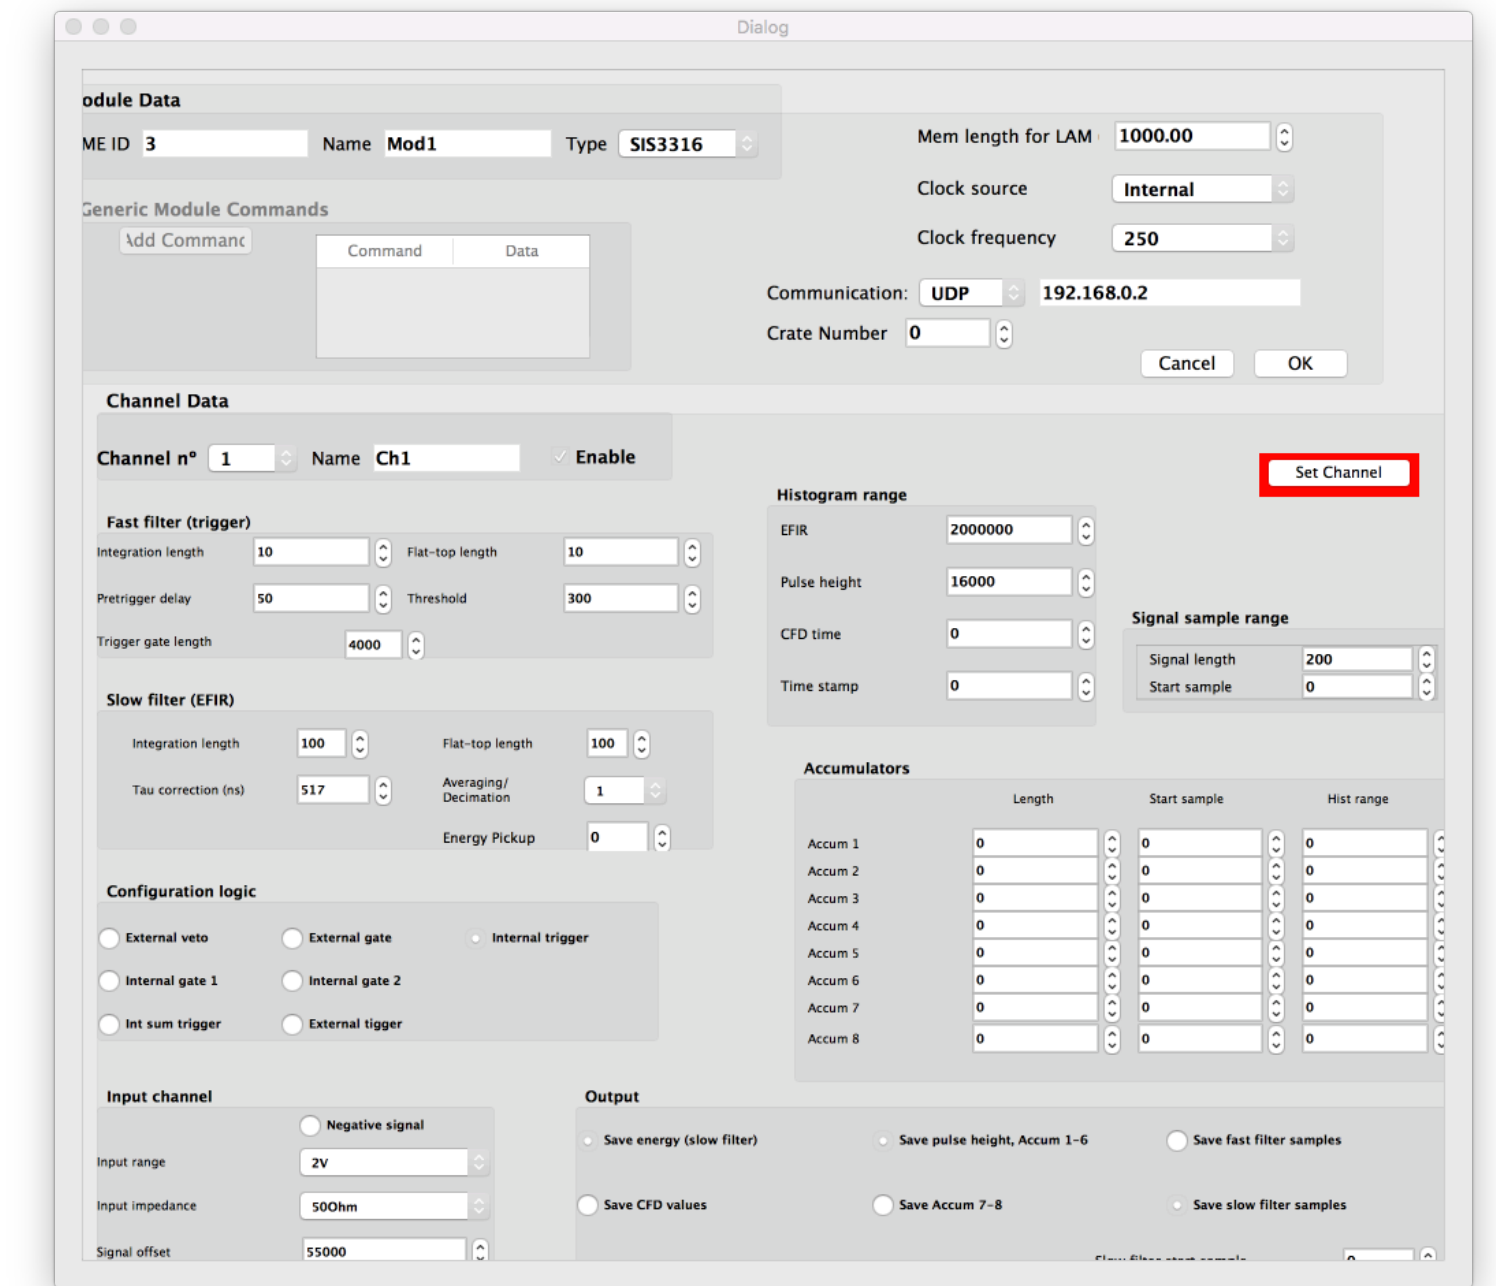 Dialog
odule Data
ME ID 3 Name Mod1 Type SIS3316
Mem length for LAM
1000.00
Clock source Internal
Clock frequency 250
Communication: UDP 192.168.0.2
Crate Number 0
Cancel OK
Generic Module Commands
Add Command
Command Data
Channel Data
Channel n° 1 Name Ch1 Enable
Set Channel
Fast filter (trigger)
Integration length 10 Flat-top length 10
Pretrigger delay 50 Threshold 300
Trigger gate length 4000
Histogram range
EFIR 2000000
Pulse height 16000
CFD time 0
Time stamp 0
Signal sample range
Signal length 200
Start sample 0
Slow filter (EFIR)
Integration length 100 Flat-top length 100
Tau correction (ns) 517 Averaging/
Decimation 1
Energy Pickup 0
Accumulators
Length Start sample Hist range
Accum 1 0 0 0
Accum 2 0 0 0
Accum 3 0 0 0
Accum 4 0 0 0
Accum 5 0 0 0
Accum 6 0 0 0
Accum 7 0 0 0
Accum 8 0 0 0
Configuration logic
External veto External gate Internal trigger
Internal gate 1 Internal gate 2
Int sum trigger External tigger
Input channel
Negative signal
Input range 2V
Input impedance 50Ohm
Signal offset 55000
Output
Save energy (slow filter) Save pulse height, Accum 1-6 Save fast filter samples
Save CFD values Save Accum 7-8 Save slow filter samples
Slow filter start sample 0